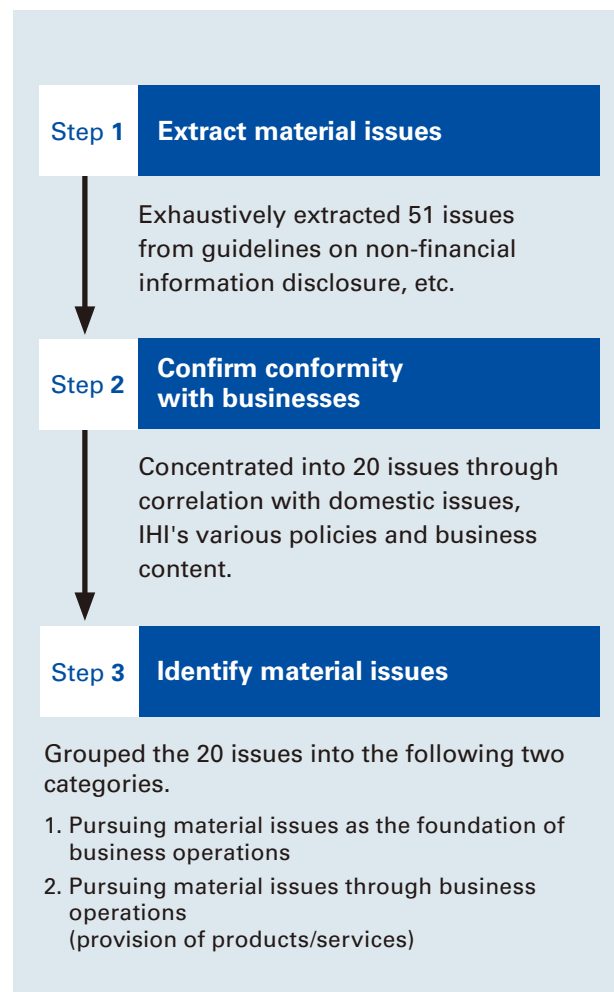 Step 1 Extract material issues
Exhaustively extracted 51 issues
from guidelines on non-financial
information disclosure, etc.
Step 2 Confirm conformity
with businesses
Concentrated into 20 issues through
correlation with domestic issues,
IHI's various policies and business
content.
Step 3 Identify material issues
Grouped the 20 issues into the following two
categories.
1. Pursuing material issues as the foundation of
business operations
2. Pursuing material issues through business
operations
(provision of products/services)